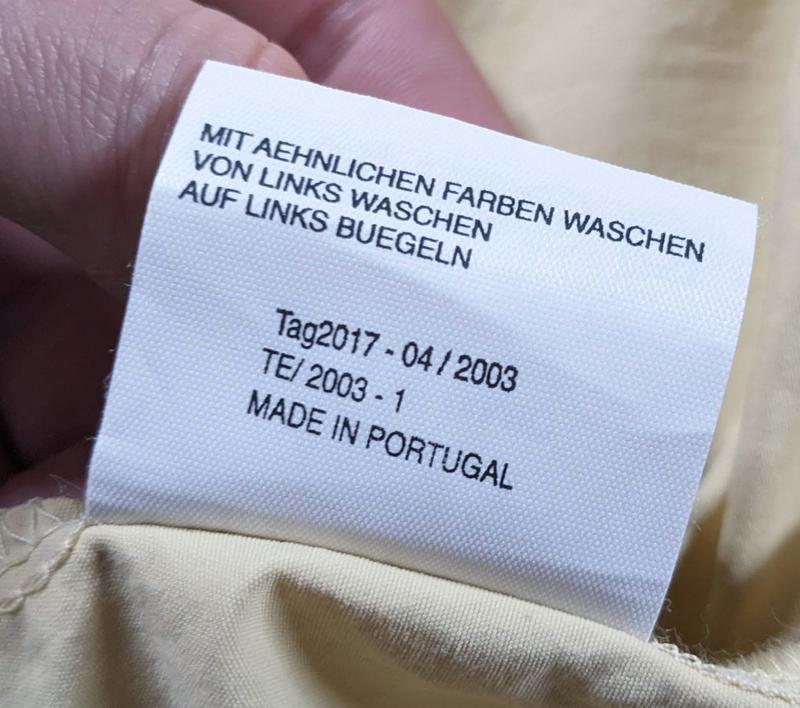 MIT AEHNLICHEN FARBEN WASCHEN
VON LINKS WASCHEN
AUF LINKS BUEGELN
Tag2017 - 04 / 2003
TE/ 2003 - 1
MADE IN PORTUGAL